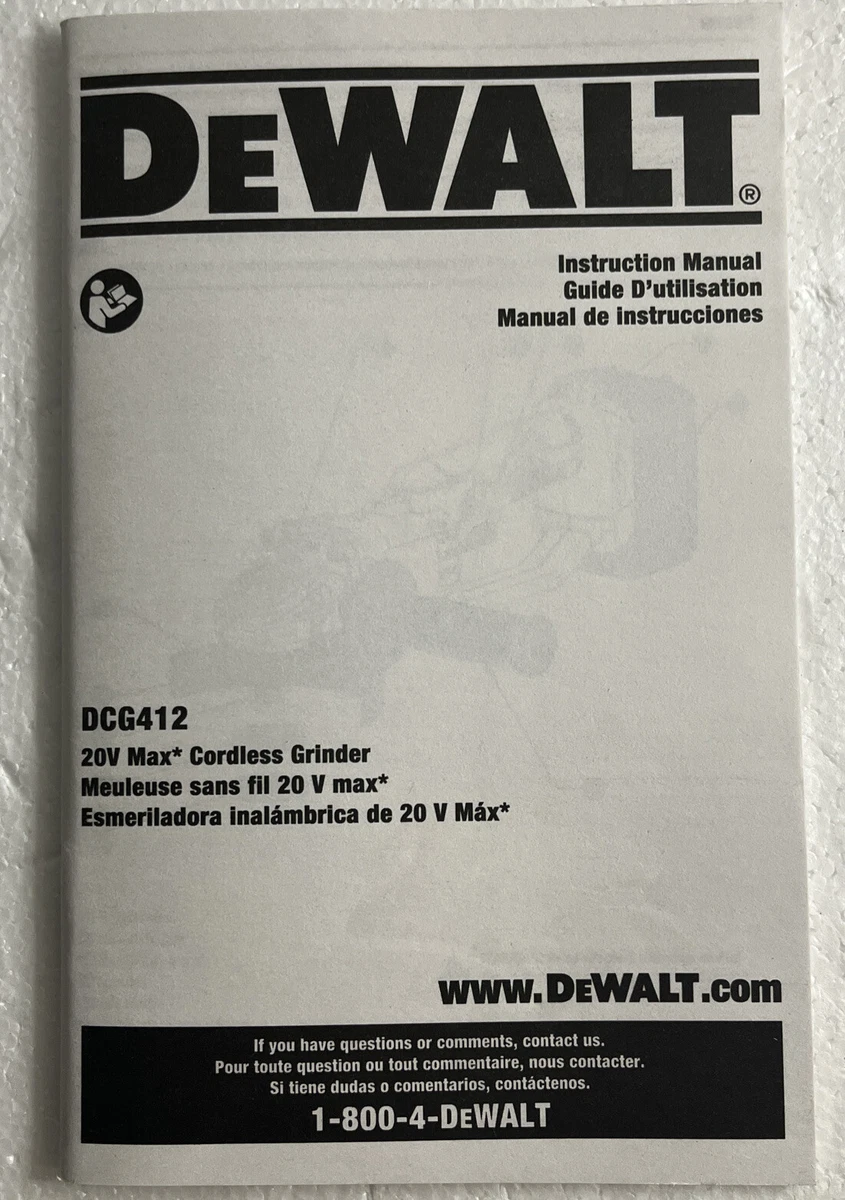 DEWALT®
Instruction Manual
Guide D'utilisation
Manual de instrucciones
DCG412
20V Max* Cordless Grinder
Meuleuse sans fil 20 V max*
Esmeriladora inalámbrica de 20 V Máx*
www.DEWALT.com
If you have questions or comments, contact us.
Pour toute question ou tout commentaire, nous contacter.
Si tiene dudas o comentarios, contáctenos.
1-800-4-DEWALT